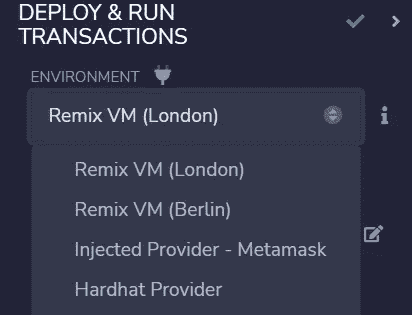 DEPLOY & RUN
TRANSACTIONS
ENVIRONMENT
Remix VM (London)
Remix VM (London)
Remix VM (Berlin)
Injected Provider - Metamask
Hardhat Provider